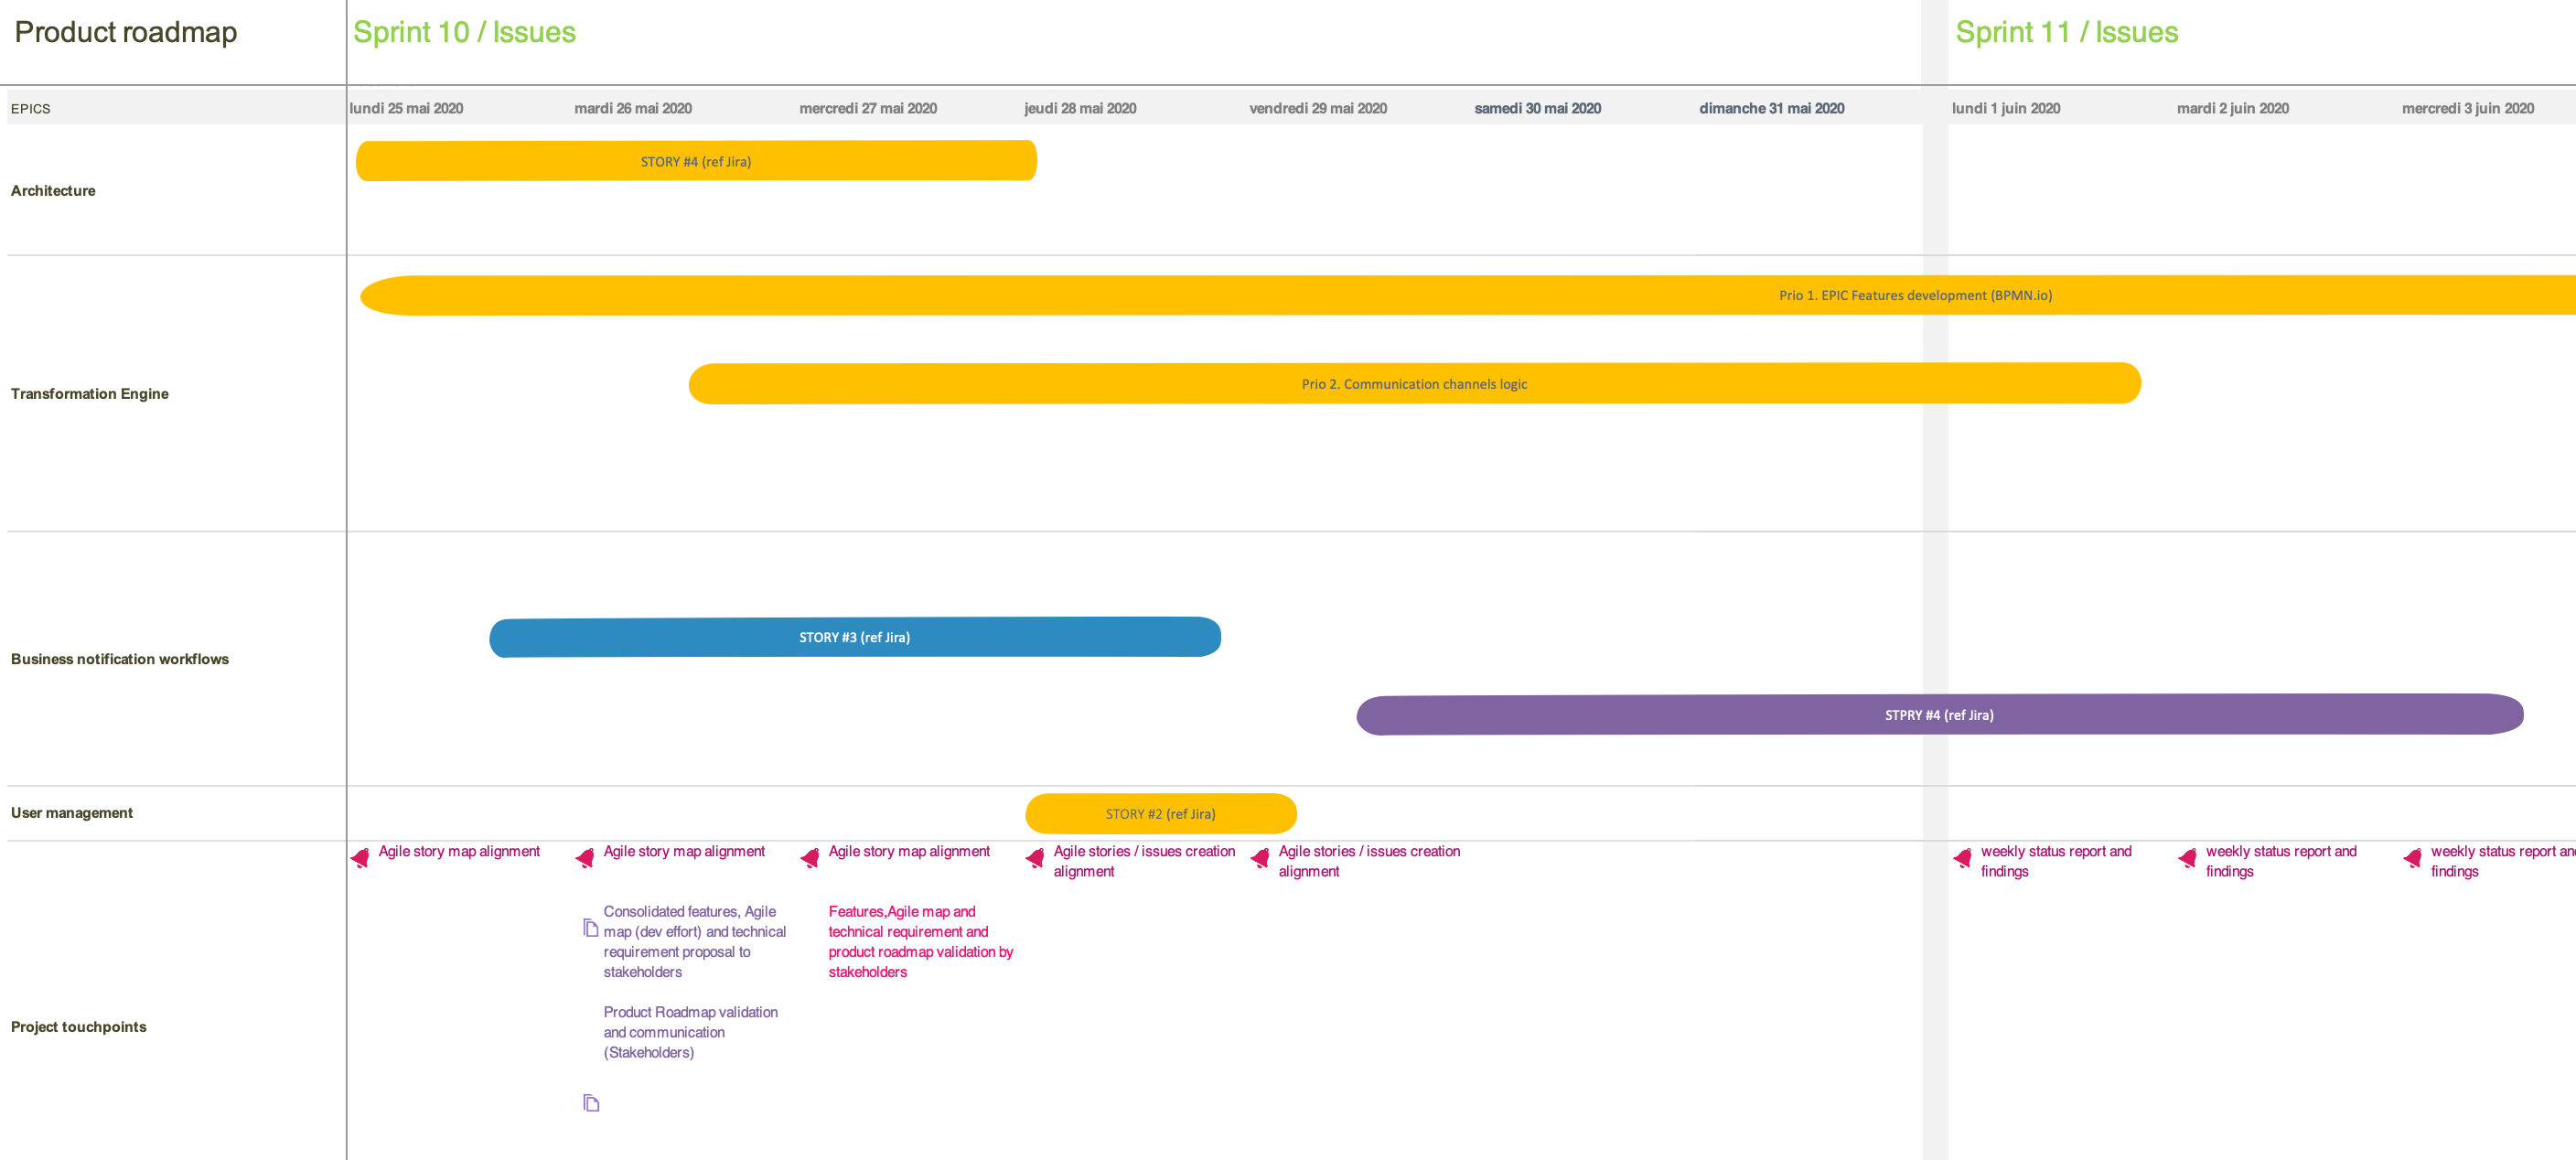 Product roadmap
Sprint 10 / Issues
Sprint 11 / Issues
EPICS
lundi 25 mai 2020
mardi 26 mai 2020
mercredi 27 mai 2020
jeudi 28 mai 2020
vendredi 29 mai 2020
samedi 30 mai 2020
dimanche 31 mai 2020
lundi 1 juin 2020
mardi 2 juin 2020
mercredi 3 juin 2020
Architecture
STORY #4 (ref Jira)
Transformation Engine
Prio 1. EPIC Features development (BPMN.io)
Prio 2. Communication channels logic
Business notification workflows
STORY #3 (ref Jira)
STPRY #4 (ref Jira)
User management
STORY #2 (ref Jira)
Project touchpoints
Agile story map alignment
Agile story map alignment
Consolidated features, Agile
map (dev effort) and technical
requirement proposal to
stakeholders
Product Roadmap validation
and communication
(Stakeholders)
Agile story map alignment
Features,Agile map and
technical requirement and
product roadmap validation by
stakeholders
Agile stories / issues creation
alignment
Agile stories / issues creation
alignment
weekly status report and
findings
weekly status report and
findings
weekly status report an
findings